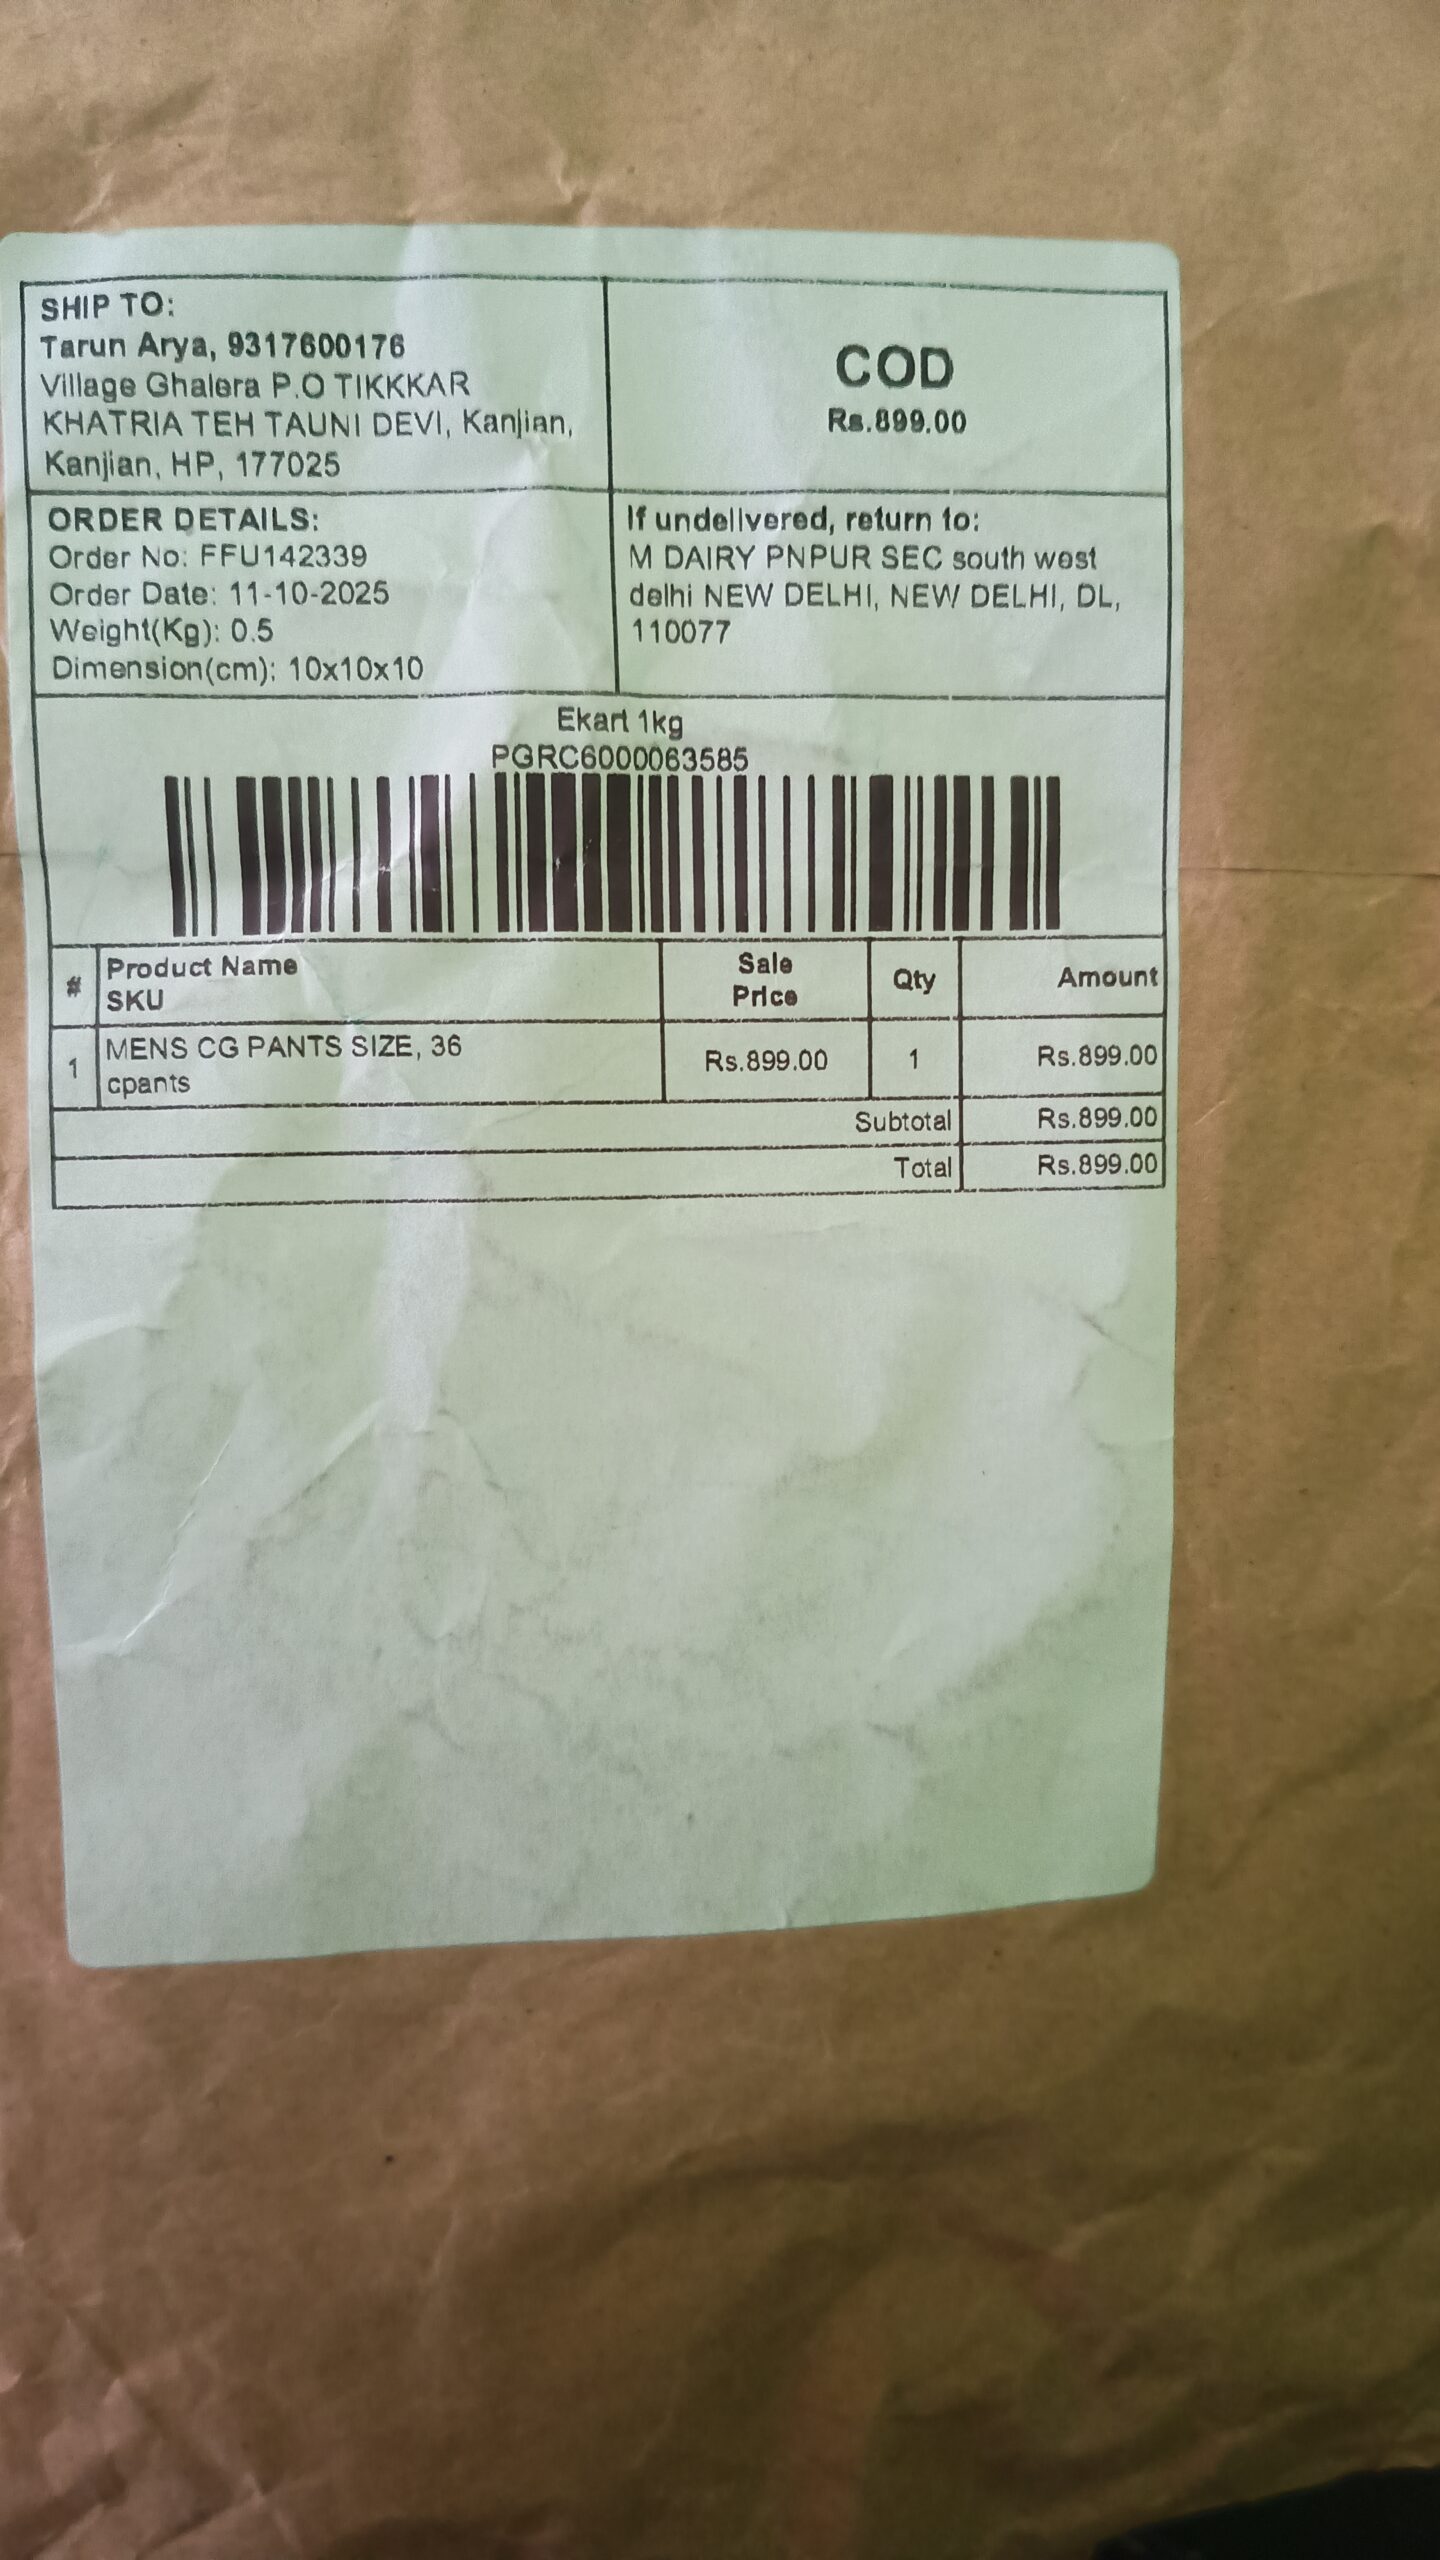 SHIP TO:
Tarun Arya, 9317600176
Village Ghalera P.O TIKKKAR
KHATRIA TEH TAUNI DEVI, Kanjian,
Kanjian, HP, 177025
COD
Rs.899.00
ORDER DETAILS:
Order No: FFU142339
Order Date: 11-10-2025
Weight(Kg): 0.5
Dimension(cm): 10x10x10
If undelivered, return to:
M DAIRY PNPUR SEC south west
delhi NEW DELHI, NEW DELHI, DL,
110077
Ekart 1kg
PGRC6000063585
# Product Name SKU Sale Price Qty Amount
1 MENS CG PANTS SIZE, 36 Rs.899.00 1 Rs.899.00
cpants
Subtotal Rs.899.00
Total Rs.899.00